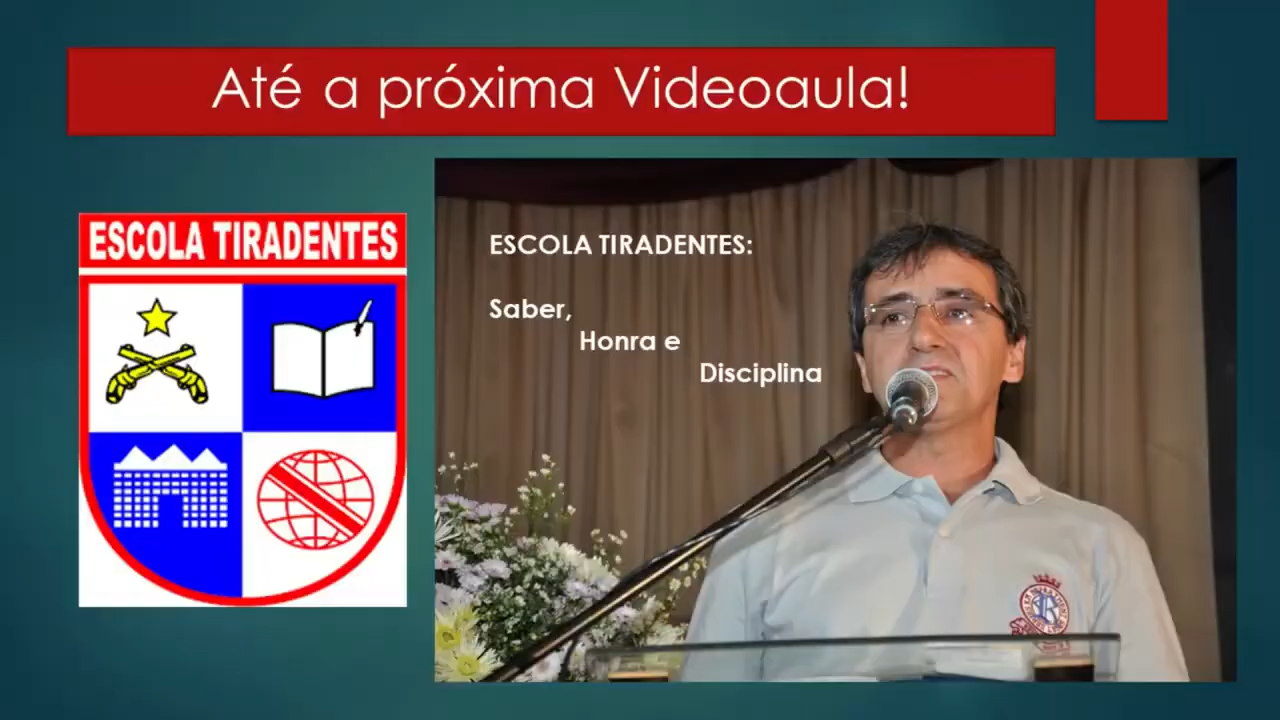 Até a próxima Videoaula!
ESCOLA TIRADENTES
ESCOLA TIRADENTES:
Saber,
Honra e
Disciplina